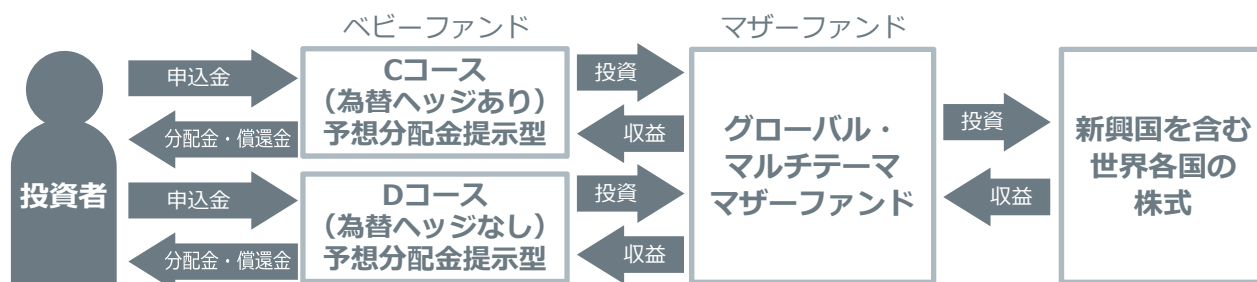 ベビーファンド
マザーファンド
投資者
申込金
分配金・償還金
Cコース
（為替ヘッジあり）
予想分配金提示型
投資
収益
申込金
分配金・償還金
Dコース
（為替ヘッジなし）
予想分配金提示型
投資
収益
グローバル・
マルチテーマ
マザーファンド
投資
収益
新興国を含む
世界各国の
株式